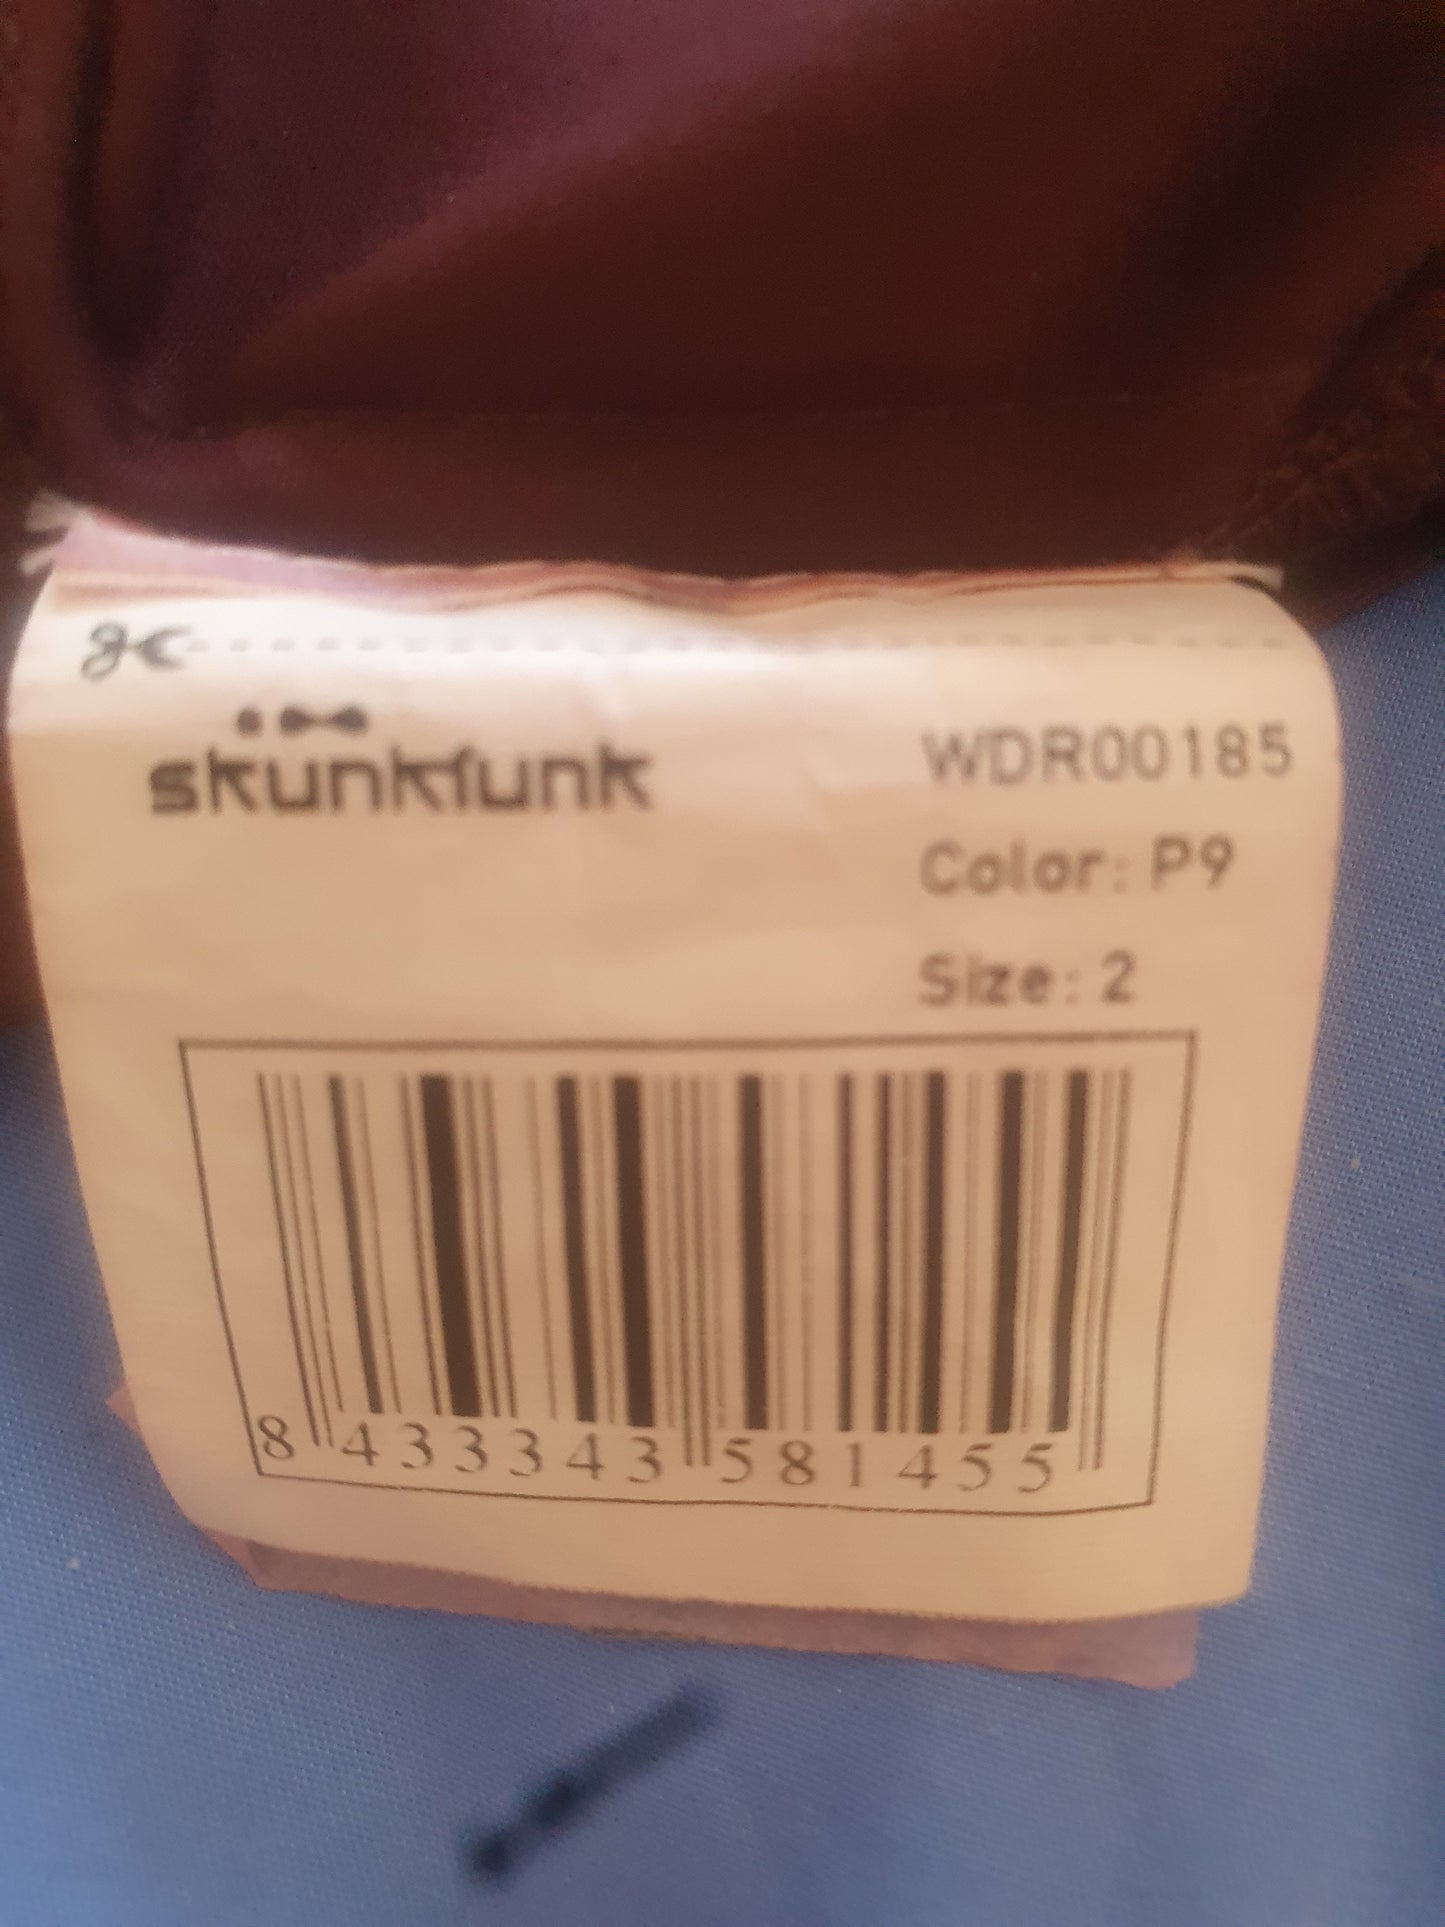 skunkfunk
WDR00185
Color: P9
Size: 2
8 433343 581455